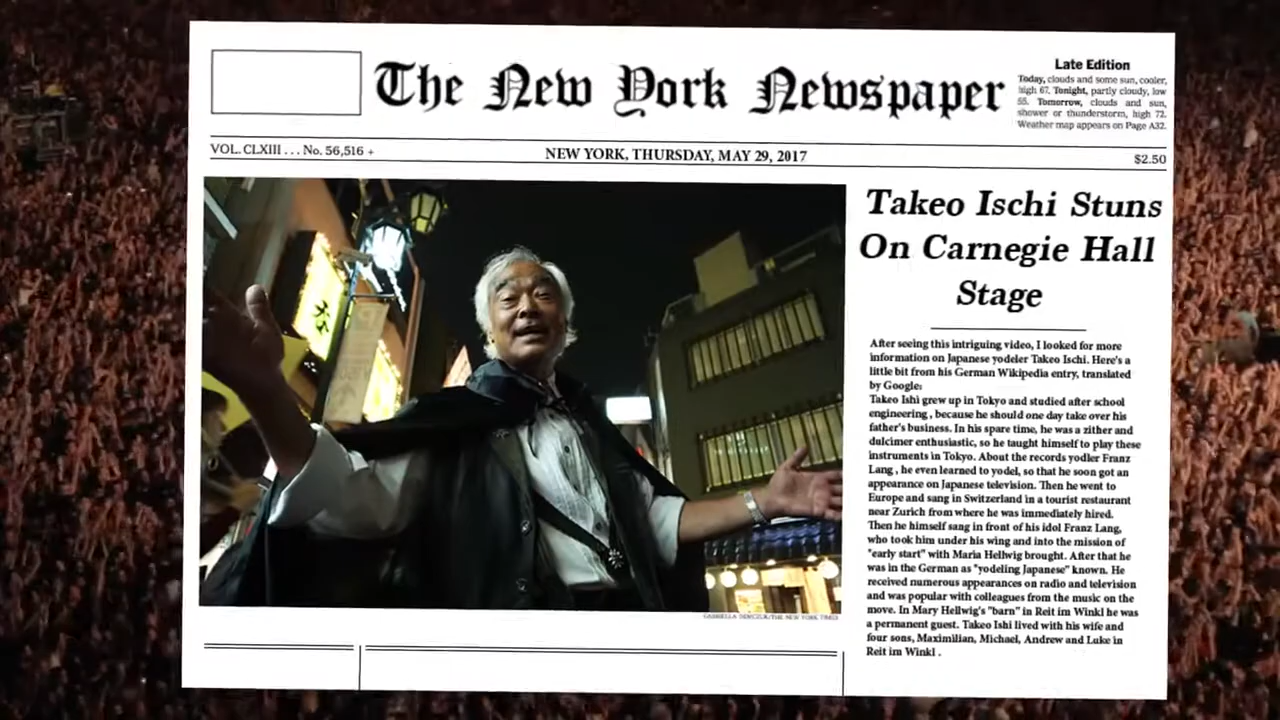 The New York Newspaper
Late Edition
Today, clouds and some sun, cooler,
high 67. Tonight, partly cloudy, low
55. Tomorrow, clouds and sun,
shower or thunderstorm, high 72.
Weather map appears on Page A32.
VOL. CLXIII . . . No. 56,516 +
NEW YORK, THURSDAY, MAY 29, 2017
$2.50
Takeo Ischi Stuns
On Carnegie Hall
Stage
After seeing this intriguing video, I looked for more
information on Japanese yodeler Takeo Ischi. Here's a
little bit from his German Wikipedia entry, translated
by Google:
Takeo Ishi grew up in Tokyo and studied after school
engineering , because he should one day take over his
father's business. In his spare time, he was a zither and
dulcimer enthusiastic, so he taught himself to play these
instruments in Tokyo. About the records yodler Franz
Lang , he even learned to yodel, so that he soon got an
appearance on Japanese television. Then he went to
Europe and sang in Switzerland in a tourist restaurant
near Zurich from where he was immediately hired.
Then he himself sang in front of his idol Franz Lang,
who took him under his wing and into the mission of
"early start" with Maria Hellwig brought. After that he
was in the German as "yodeling Japanese" known. He
received numerous appearances on radio and television
and was popular with colleagues from the music on the
move. In Mary Hellwig's "barn" in Reit im Winkl he was
a permanent guest. Takeo Ishi lived with his wife and
four sons, Maximilian, Michael, Andrew and Luke in
Reit im Winkl .
THE NEW YORK TIMES